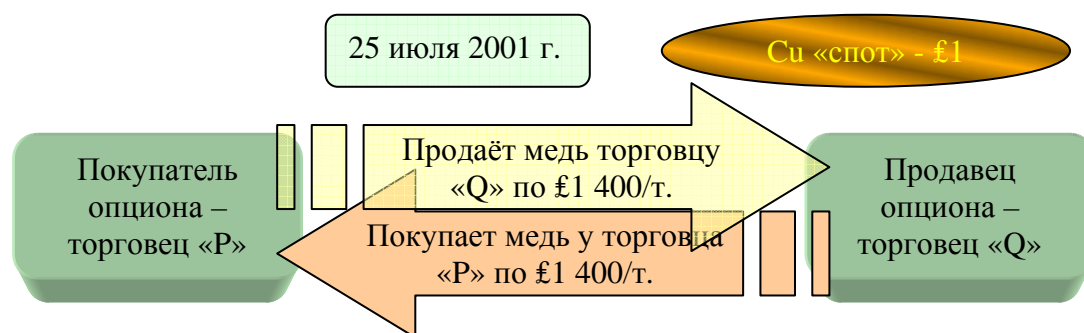 25 июля 2001 г.
Cu «спот» - ₤1
Продаёт медь торговцу
«Q» по ₤1 400/т.
Покупатель
опциона –
торговец «P»
Продавец
опциона –
торговец «Q»
Покупает медь у торговца
«P» по ₤1 400/т.